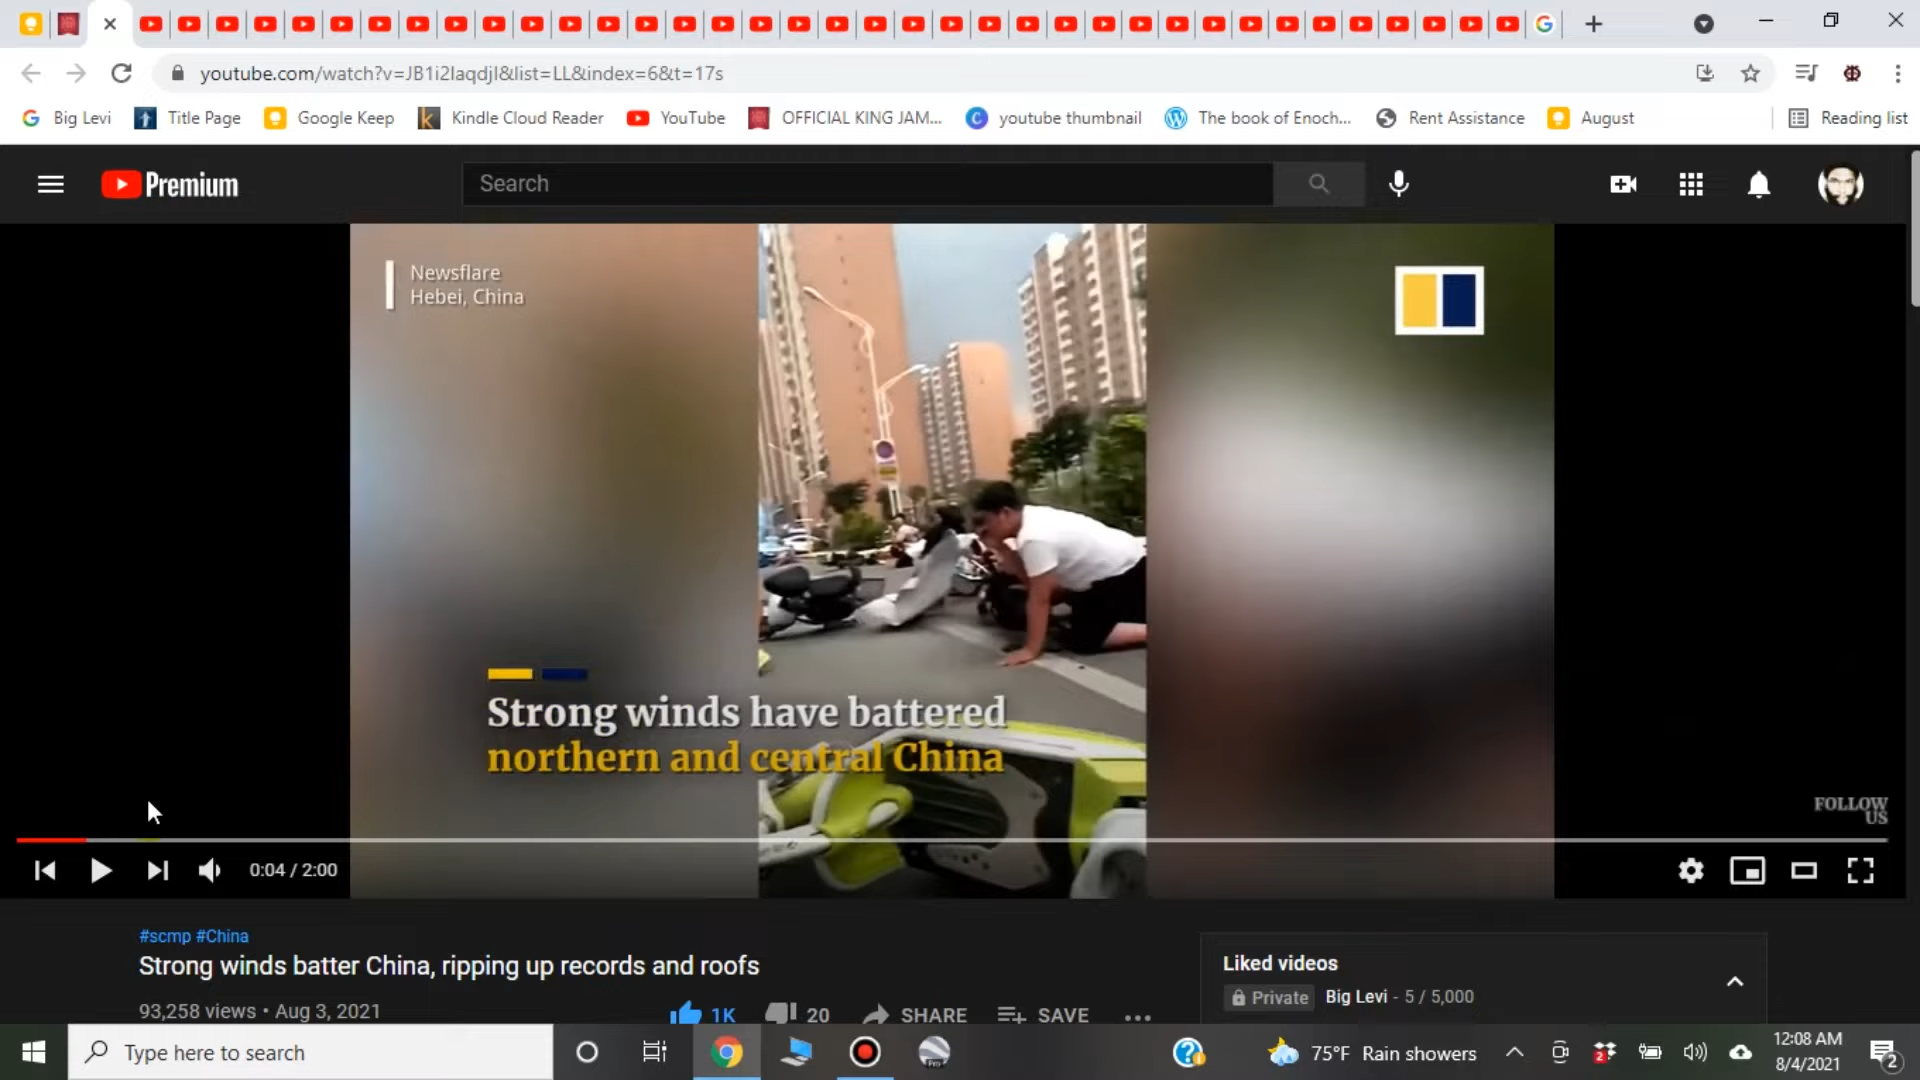 youtube.com/watch?v=JB1i2IaqdjI&list=LL&index=6&t=17s
Big Levi
Title Page
Google Keep
Kindle Cloud Reader
YouTube
OFFICIAL KING JAM...
youtube thumbnail
The book of Enoch...
Rent Assistance
August
Reading list
Premium
Search
Newsflare
Hebei, China
Strong winds have battered
northern and central China
FOLLOW
US
0:04 / 2:00
#scmp #China
Strong winds batter China, ripping up records and roofs
93,258 views • Aug 3, 2021
1K
20
SHARE
SAVE
Liked videos
Private
Big Levi - 5 / 5,000
Type here to search
75°F Rain showers
12:08 AM
8/4/2021
2